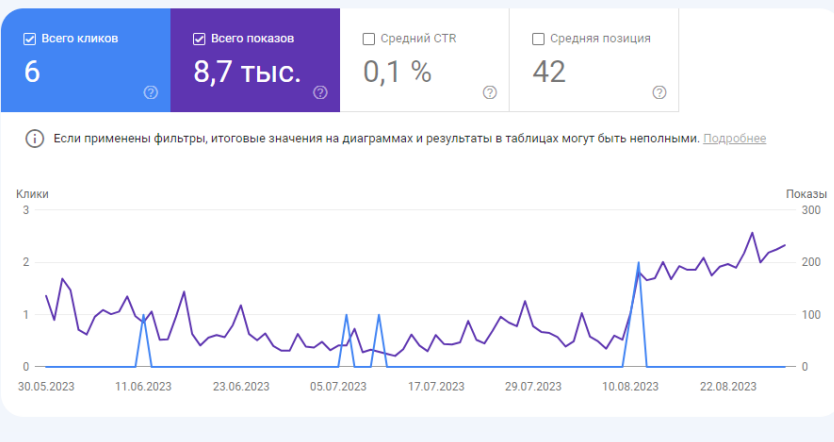 Всего кликов
6
Всего показов
8,7 тыс.
Средний CTR
0,1 %
Средняя позиция
42
Если применены фильтры, итоговые значения на диаграммах и результаты в таблицах могут быть неполными. Подробнее
Клики
Показы
3
300
2
200
1
100
0
0
30.05.2023
11.06.2023
23.06.2023
05.07.2023
17.07.2023
29.07.2023
10.08.2023
22.08.2023